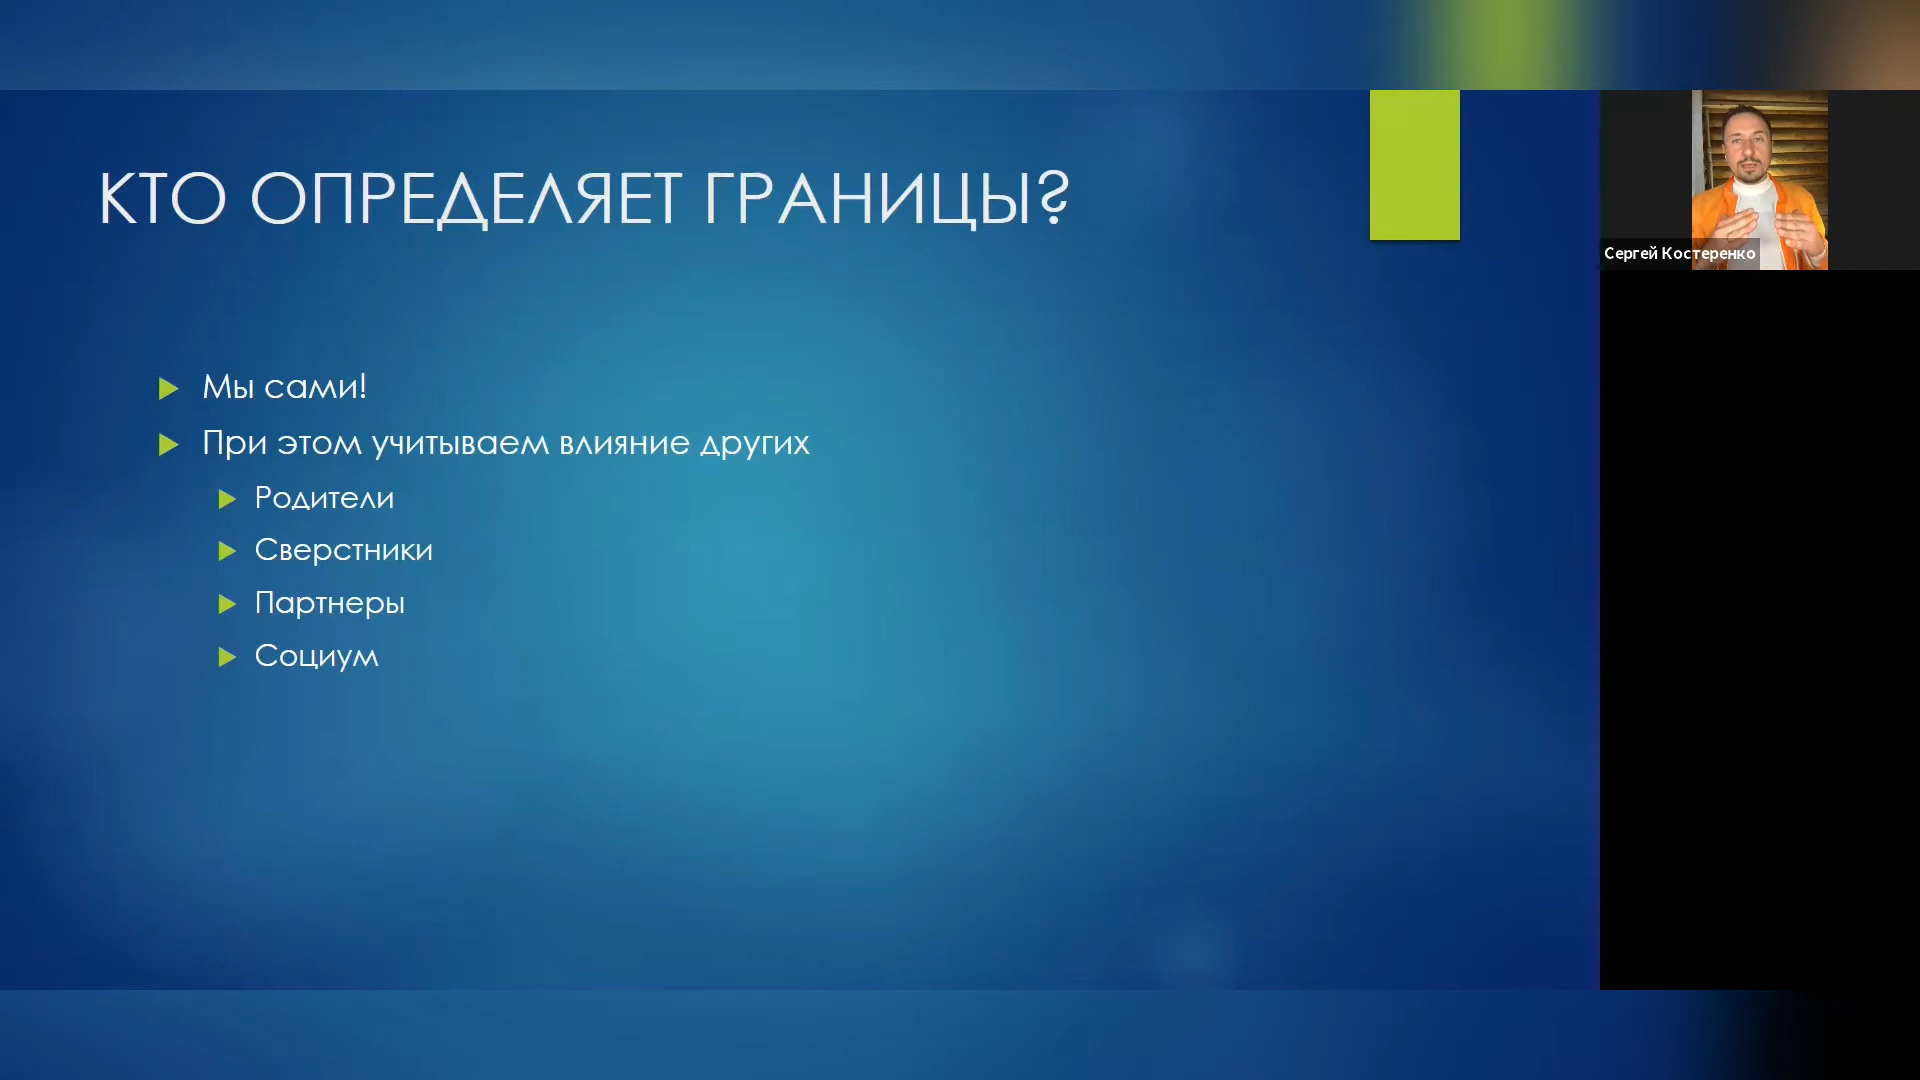 КТО ОПРЕДЕЛЯЕТ ГРАНИЦЫ?
Мы сами!
При этом учитываем влияние других
Родители
Сверстники
Партнеры
Социум
Сергей Костеренко